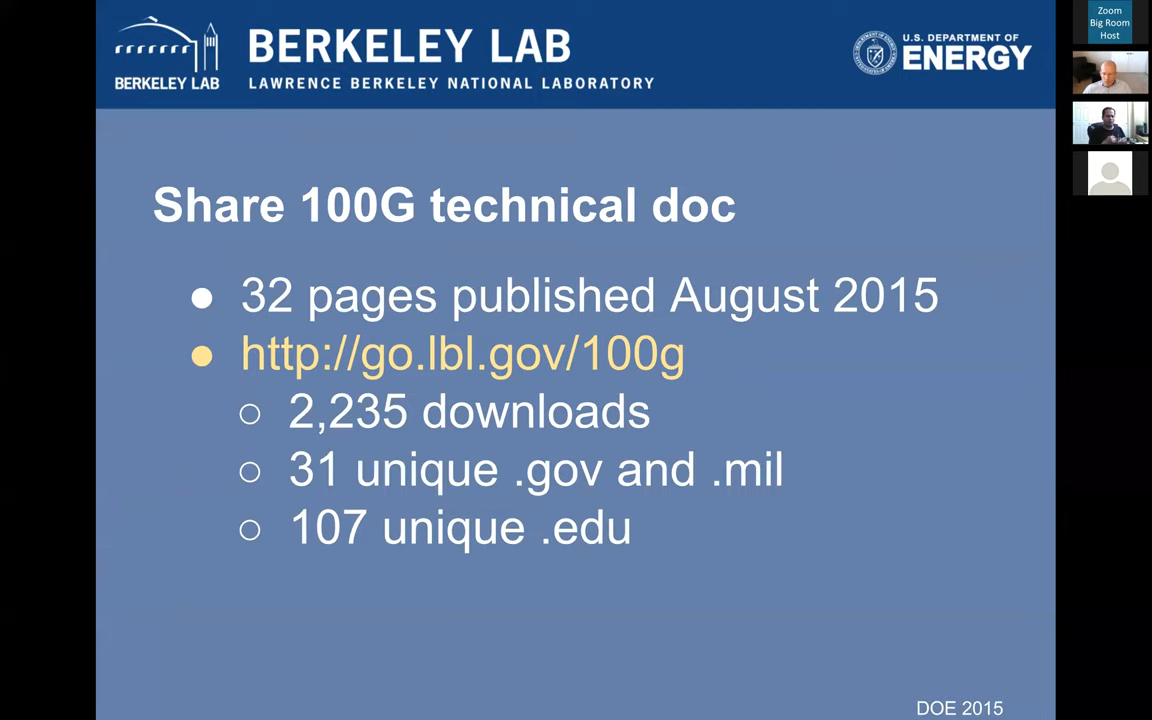 BERKELEY LAB
BERKELEY LAB
LAWRENCE BERKELEY NATIONAL LABORATORY
U.S. DEPARTMENT OF
ENERGY
Zoom
Big Room
Host
Share 100G technical doc
● 32 pages published August 2015
● http://go.lbl.gov/100g
○ 2,235 downloads
○ 31 unique .gov and .mil
○ 107 unique .edu
DOE 2015